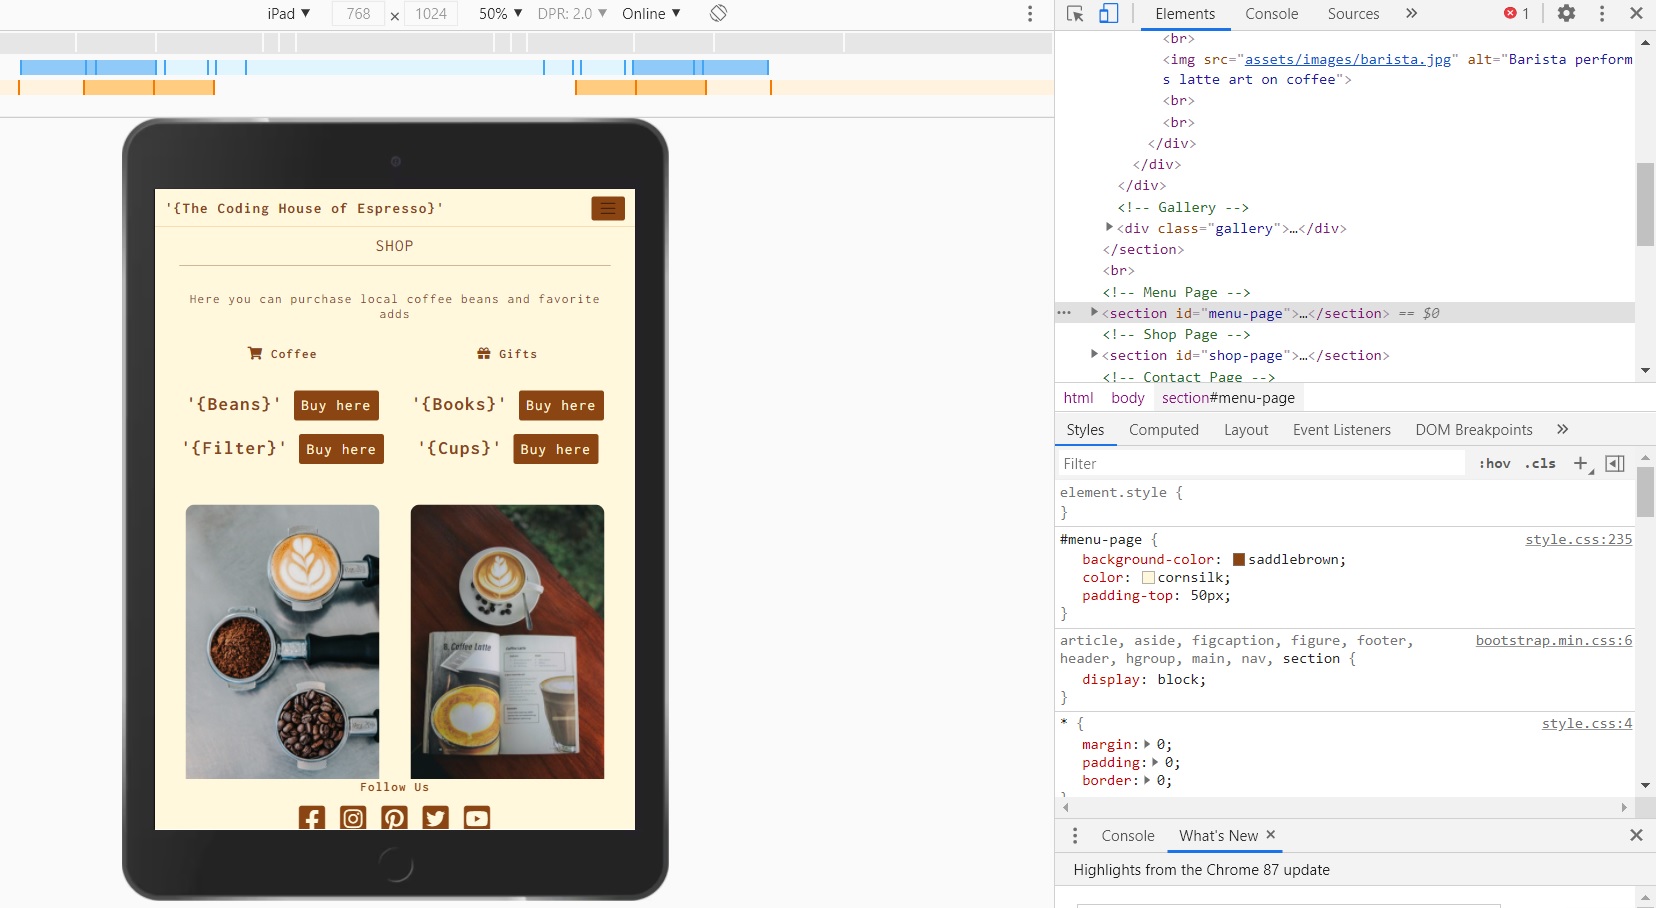 iPad ▼ 768 × 1024 50% ▼ DPR: 2.0 ▼ Online ▼
'{The Coding House of Espresso}'
SHOP
Here you can purchase local coffee beans and favorite
adds
Coffee Gifts
'{Beans}' Buy here '{Books}' Buy here
'{Filter}' Buy here '{Cups}' Buy here
Coffee Latte
Follow Us
Elements Console Sources » 1
<br>
<img src="assets/images/barista.jpg" alt="Barista perform
s latte art on coffee">
<br>
<br>
</div>
</div>
</div>
<!-- Gallery -->
<div class="gallery">…</div>
</section>
<br>
<!-- Menu Page -->
<section id="menu-page">…</section> == $0
<!-- Shop Page -->
<section id="shop-page">…</section>
<!-- Contact Page -->
html body section#menu-page
Styles Computed Layout Event Listeners DOM Breakpoints »
Filter :hov .cls +
element.style {
}
#menu-page { style.css:235
background-color: saddlebrown;
color: cornsilk;
padding-top: 50px;
}
article, aside, figcaption, figure, footer, bootstrap.min.css:6
header, hgroup, main, nav, section {
display: block;
}
* { style.css:4
margin: 0;
padding: 0;
border: 0;
}
Console What's New ×
Highlights from the Chrome 87 update